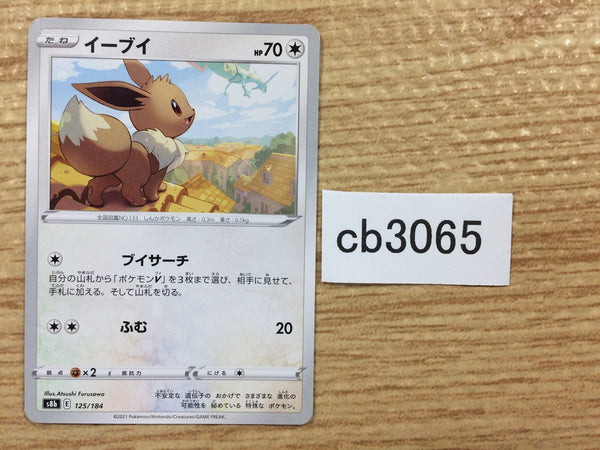 たね イーブイ HP70
全国図鑑NO.133 しんかポケモン 高さ：0.3m 重さ：6.5kg
ブイサーチ
自分の山札から「ポケモンV」を3枚まで選び、相手に見せて、
手札に加える。そして山札を切る。
ふむ 20
弱点 ×2 抵抗力 にげる
Illus.Atsushi Furusawa
不安定な 遺伝子の おかげで さまざまな 進化の
可能性を 秘めている 特殊な ポケモン。
s8b E 125/184
©2021 Pokémon/Nintendo/Creatures/GAME FREAK.
cb3065